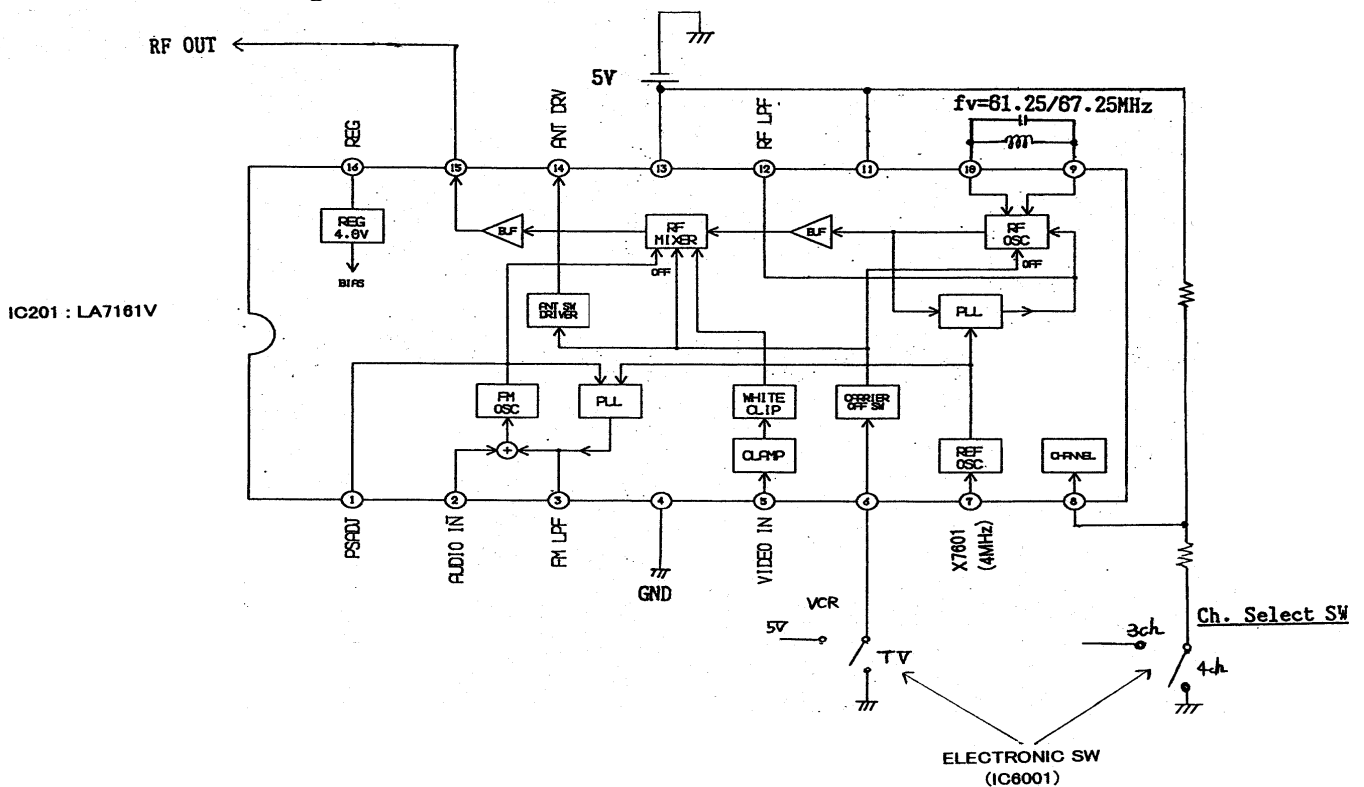 RF OUT
5V
fv=61.25/67.25MHz
REG
ANT DRV
RF LPF
16
15
14
13
12
11
10
9
REG
4.8V
BIAS
BUF
RF
MIXER
OFF
BUF
RF
OSC
OFF
IC201 : LA7161V
ANT SW
DRIVER
PLL
FM
OSC
PLL
WHITE
CLIP
CARRIER
OFF SW
+
CLAMP
REF
OSC
CHANNEL
1
2
3
4
5
6
7
8
PSADJ
AUDIO IN
FM LPF
GND
VIDEO IN
X7601
(4MHz)
VCR
5V
TV
Ch. Select SW
3ch
4ch
ELECTRONIC SW
(IC6001)